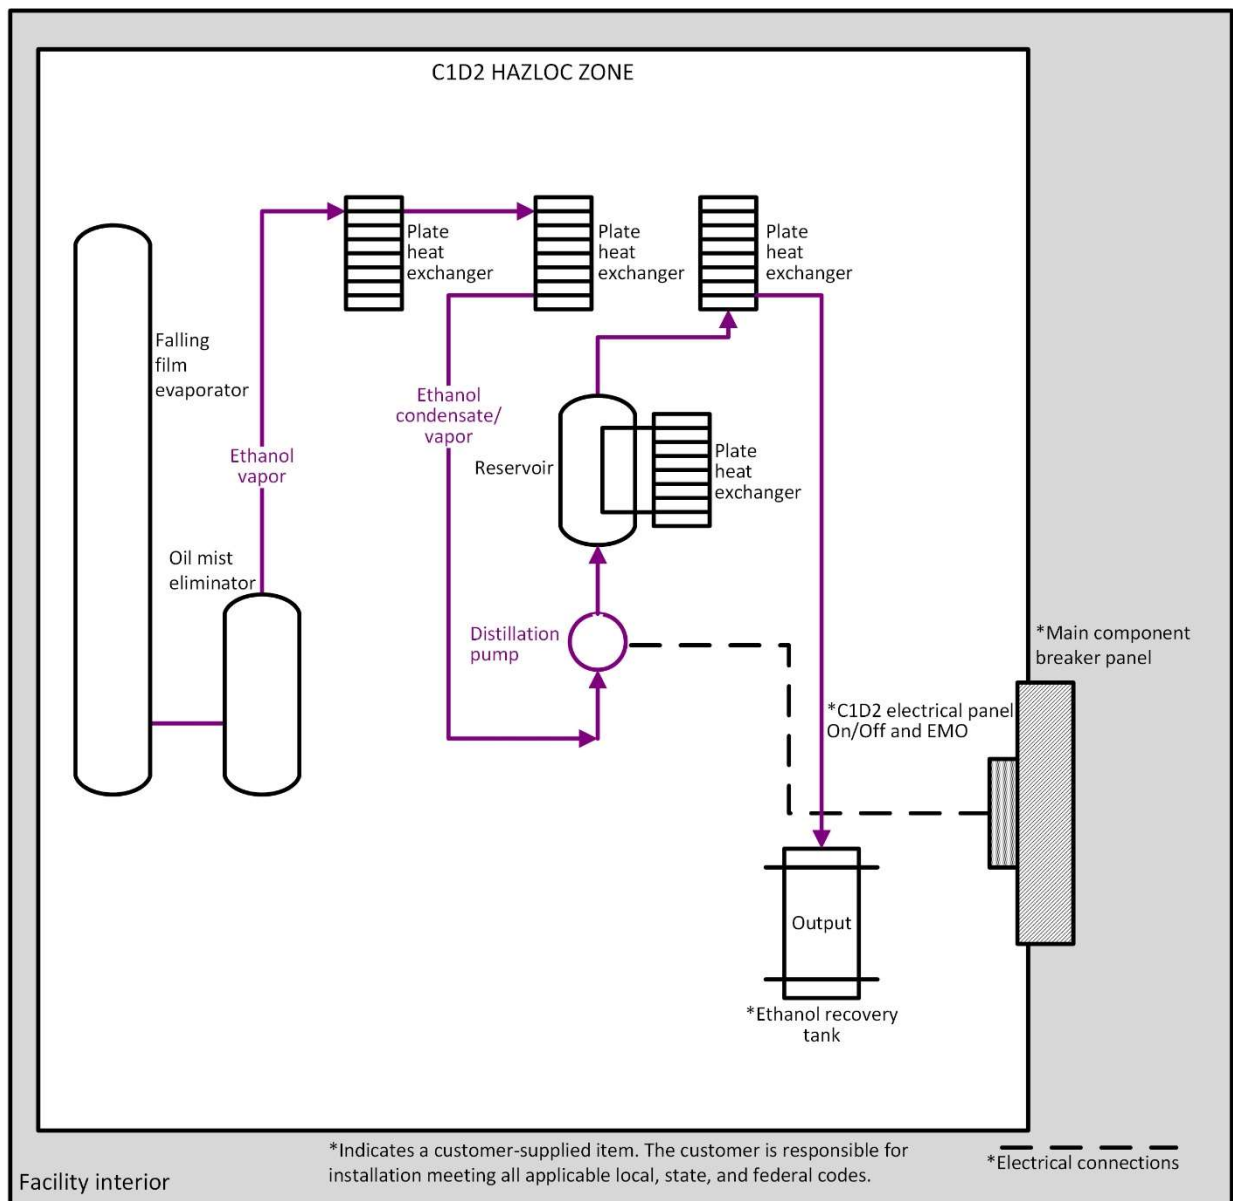 C1D2 HAZLOC ZONE
Plate
heat
exchanger
Plate
heat
exchanger
Plate
heat
exchanger
Falling
film
evaporator
Ethanol
vapor
Ethanol
condensate/
vapor
Reservoir
Plate
heat
exchanger
Oil mist
eliminator
Distillation
pump
*Main component
breaker panel
*C1D2 electrical panel
On/Off and EMO
Output
*Ethanol recovery
tank
*Indicates a customer-supplied item. The customer is responsible for
installation meeting all applicable local, state, and federal codes.
*Electrical connections
Facility interior